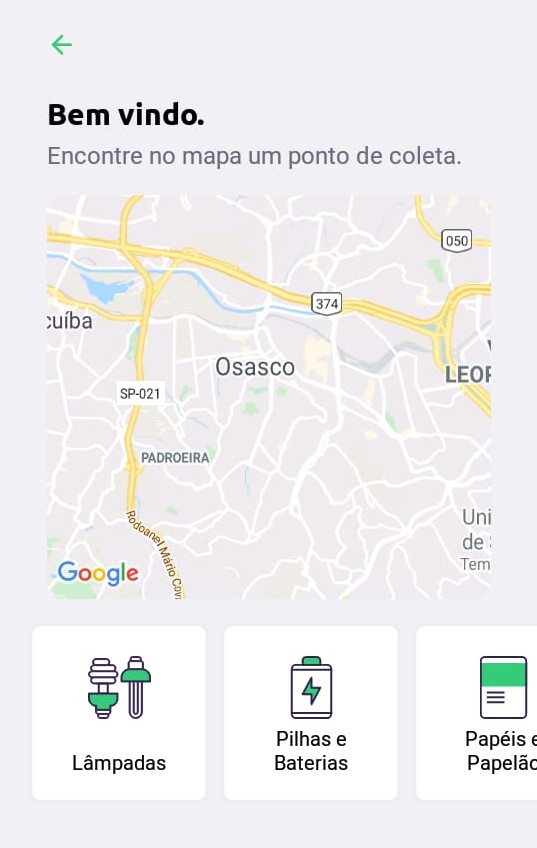 Bem vindo.
Encontre no mapa um ponto de coleta.
050
374
cuíba
Osasco
LEOP
SP-021
PADROEIRA
Uni
de
Tem
Rodoanel Mário Cova
Google
Lâmpadas
Pilhas e
Baterias
Papéis e
Papelão